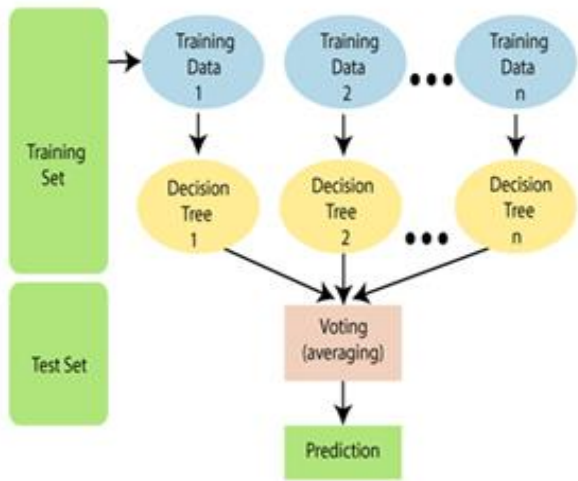 Training
Set
Training
Data
1
Training
Data
2
Training
Data
n
Decision
Tree
1
Decision
Tree
2
Decision
Tree
n
Test Set
Voting
(averaging)
Prediction